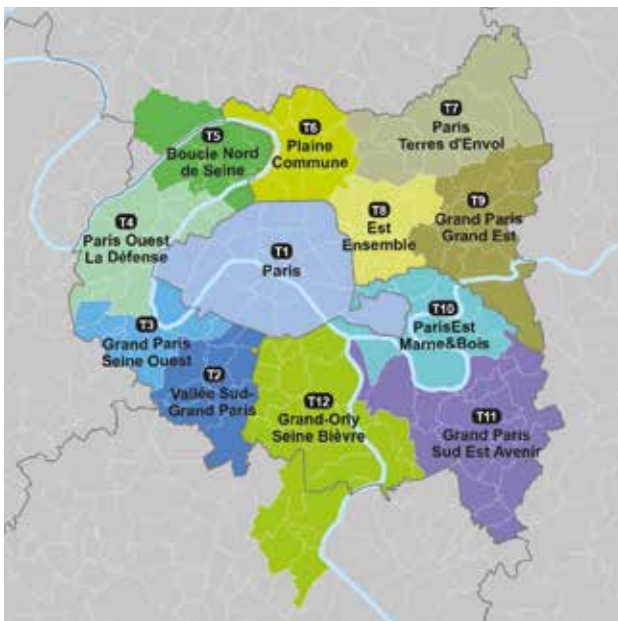 T7
Paris
Terres d'Envol
T5
Boucle Nord
de Seine
T6
Plaine
Commune
T9
Grand Paris
Grand Est
T8
Est
Ensemble
T4
Paris Ouest
La Défense
T1
Paris
T10
ParisEst
Marne&Bois
T3
Grand Paris
Seine Ouest
T2
Vallée Sud-
Grand Paris
T12
Grand-Orly
Seine Bièvre
T11
Grand Paris
Sud Est Avenir